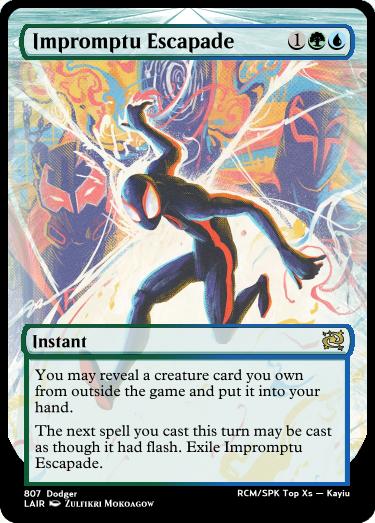 Impromptu Escapade 1
Instant
You may reveal a creature card you own
from outside the game and put it into your
hand.
The next spell you cast this turn may be cast
as though it had flash. Exile Impromptu
Escapade.
807 Dodger RCM/SPK Top Xs — Kayiu
LAIR Zulfikri Mokoagow